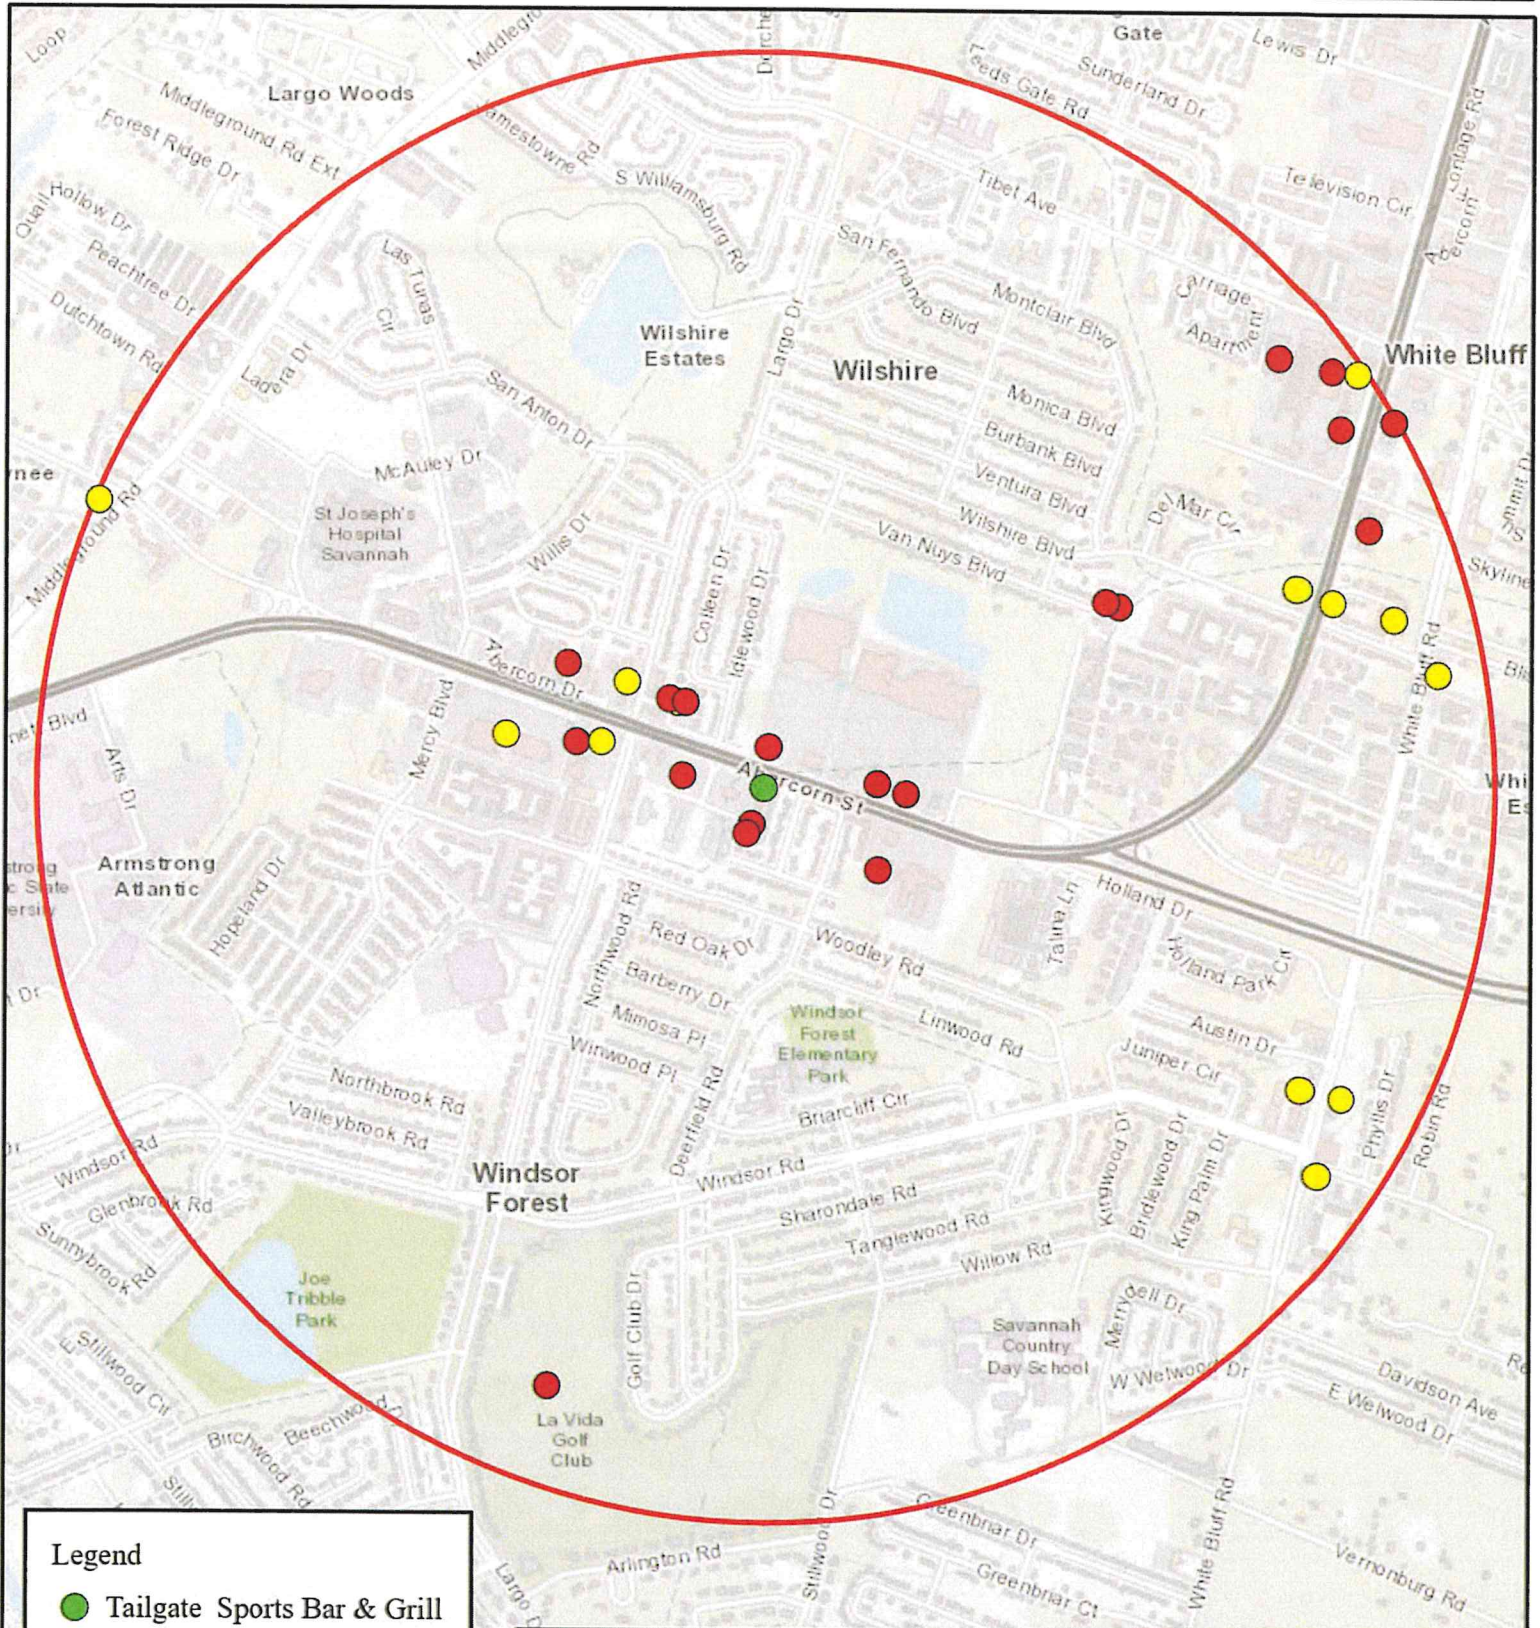 Gate
Lewis Dr
Loop
Largo Woods
Leeds Gate Rd
Sunderland Dr
Middleground Rd Ext
Forest Ridge Dr
Jamestowne Rd
S Williamsburg Rd
Tibet Ave
Television Cir
Frontage Rd
Abercorn
Quail
Hollow Dr
Peachtree Dr
Dutchtown Rd
Las Tunas
Cir
San Fernando Blvd
Montclair Blvd
Carriage
Apartment
Ladera Dr
Wilshire
Estates
Largo Dr
Wilshire
White Bluff
San Anton Dr
Monica Blvd
Burbank Blvd
Ventura Blvd
McAuley Dr
St Joseph's
Hospital
Savannah
Willis Dr
Middleground Rd
Wilshire Blvd
Van Nuys Blvd
Del Mar Cir
Skyline
Colleen Dr
Idlewood Dr
Abercorn Dr
Mercy Blvd
White Bluff Rd
Arts Dr
Abercorn St
Armstrong
Atlantic
Hopeland Dr
Holland Dr
Talina Ln
Holland Park Cir
Northwood Rd
Red Oak Dr
Woodley Rd
Barberry Dr
Mimosa Pl
Winwood Pl
Windsor
Forest
Elementary
Park
Linwood Rd
Austin Dr
Juniper Cir
Northbrook Rd
Valleybrook Rd
Deerfield Rd
Briarcliff Cir
Phyllis Dr
Robin Rd
Windsor Rd
Glenbrook Rd
Sunnybrook Rd
Windsor
Forest
Windsor Rd
Sharondale Rd
Tanglewood Rd
Willow Rd
Kingwood Dr
Bridlewood Dr
King Palm Dr
Joe
Tribble
Park
Golf Club Dr
Merrydell Dr
Savannah
Country
Day School
W Welwood Dr
Davidson Ave
E Welwood Dr
E
Stillwood Cir
La Vida
Golf
Club
Beechwood
Birchwood Rd
Stillwood Dr
Greenbriar Dr
Greenbriar Ct
White Bluff Rd
Vernonburg Rd
Arlington Rd
Legend
Tailgate Sports Bar & Grill